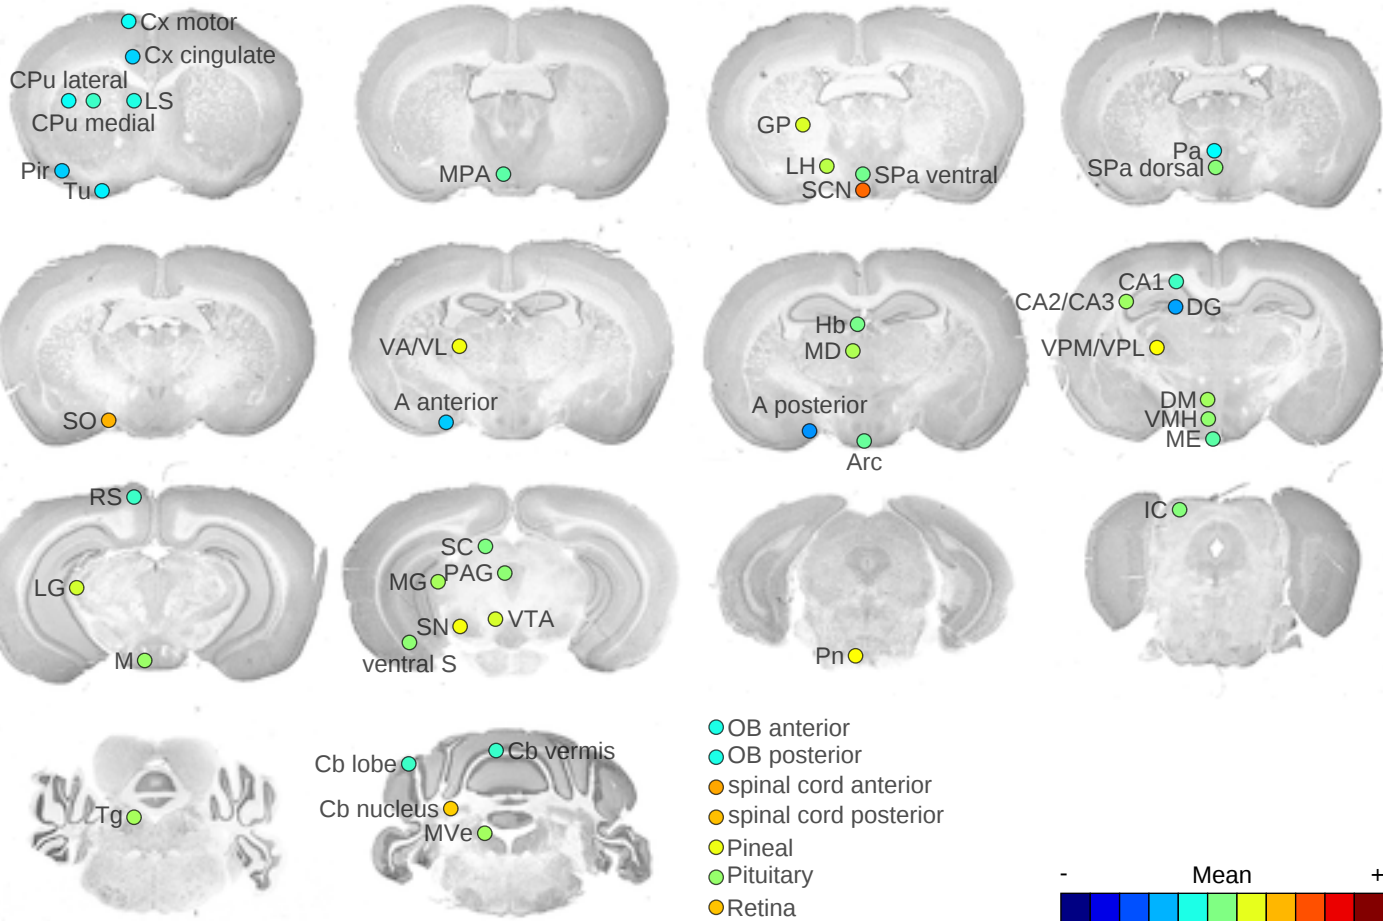 Cx motor
Cx cingulate
CPu lateral
LS
CPu medial
Pir
Tu
MPA
GP
LH
SPa ventral
SCN
Pa
SPa dorsal
SO
VA/VL
A anterior
Hb
MD
A posterior
Arc
CA1
CA2/CA3
DG
VPM/VPL
DM
VMH
ME
RS
LG
M
SC
PAG
MG
VTA
SN
ventral S
Pn
IC
Tg
Cb vermis
Cb lobe
Cb nucleus
MVe
OB anterior
OB posterior
spinal cord anterior
spinal cord posterior
Pineal
Pituitary
Retina
- Mean +